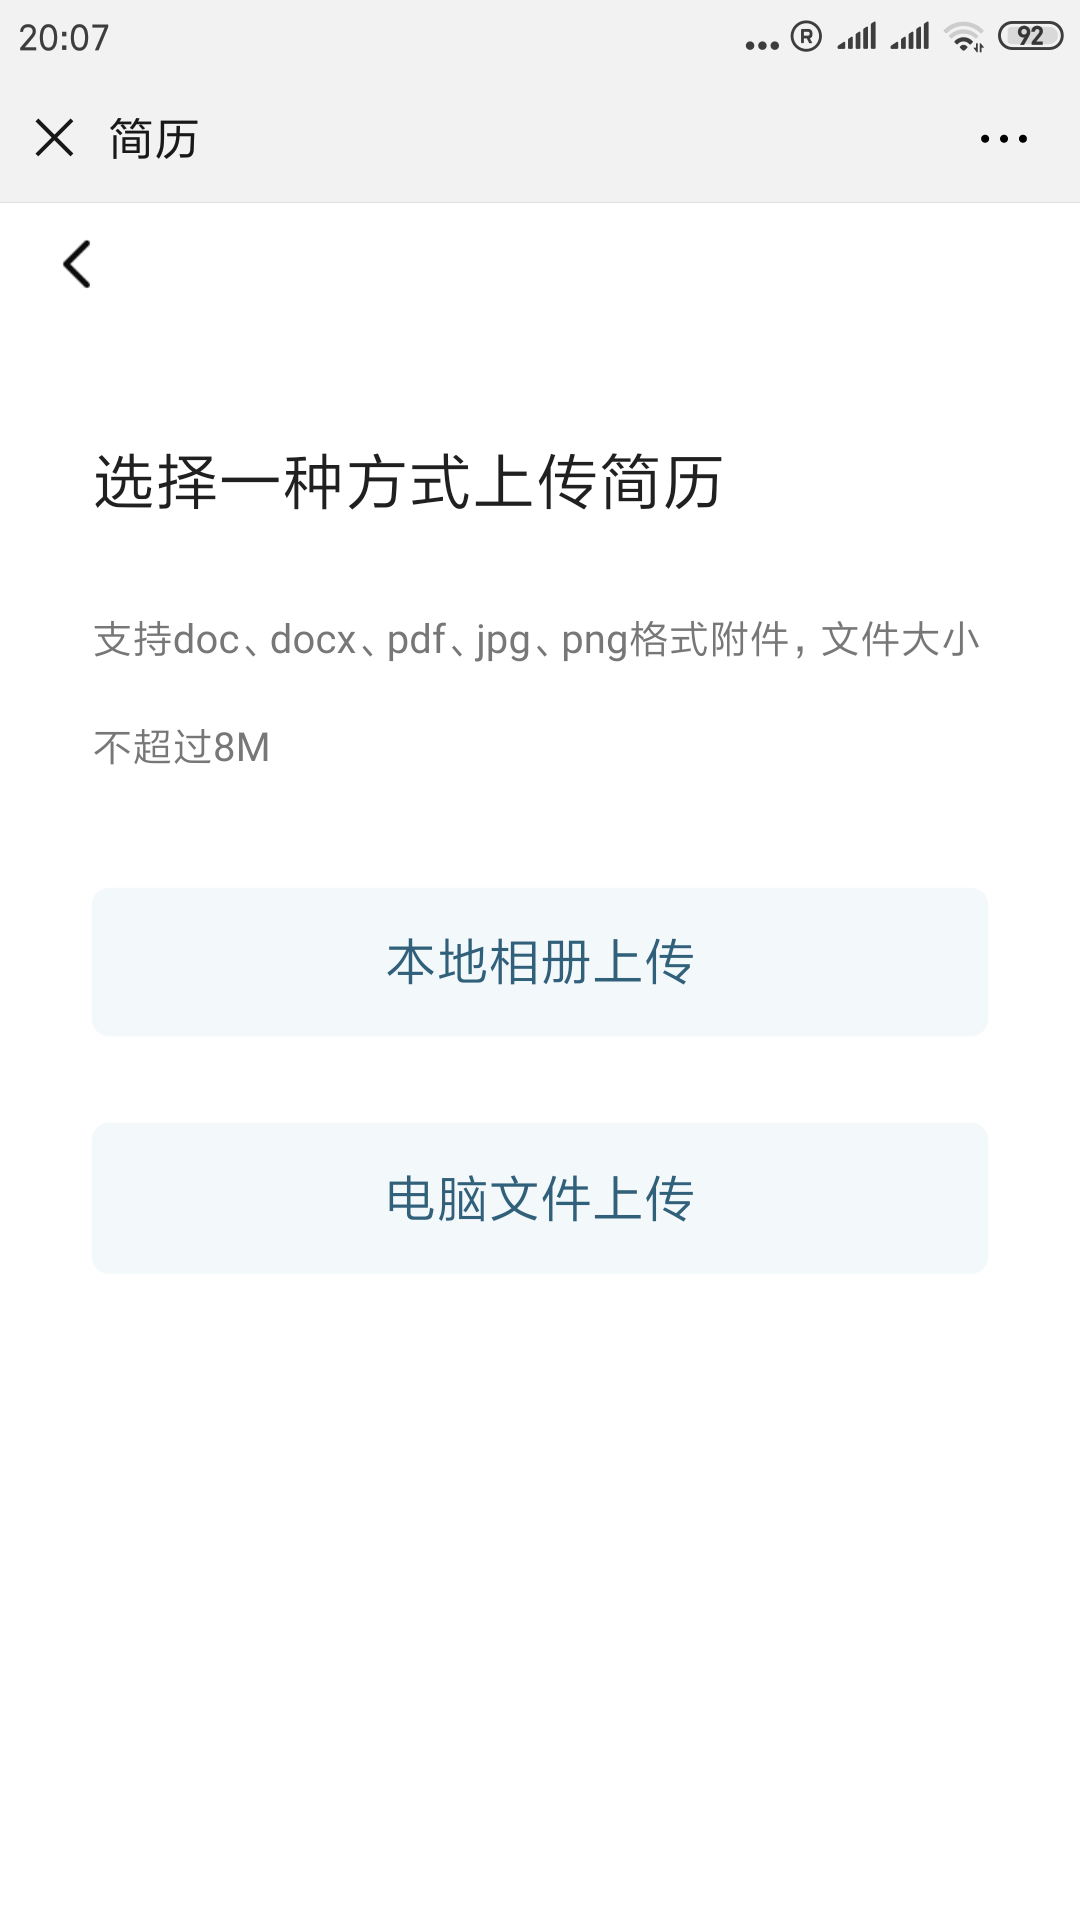 20:07
... R 92
简历
选择一种方式上传简历
支持doc、docx、pdf、jpg、png格式附件，文件大小
不超过8M
本地相册上传
电脑文件上传